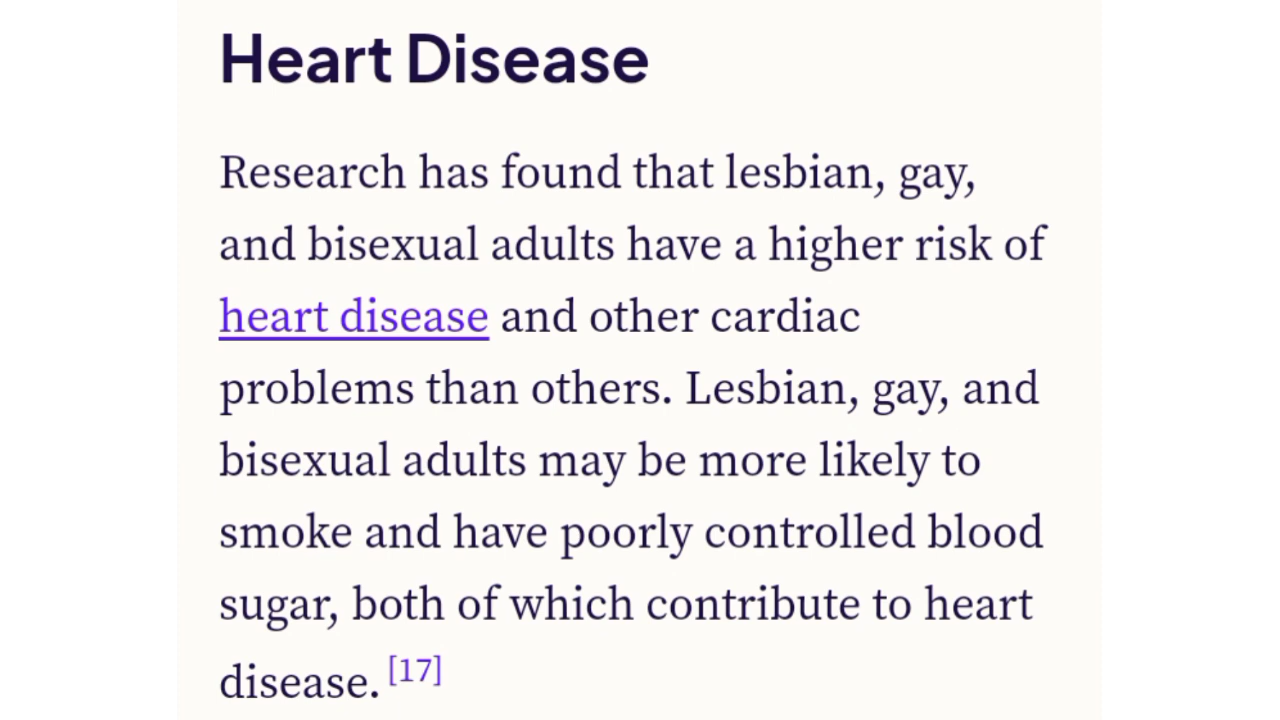 Heart Disease
Research has found that lesbian, gay,
and bisexual adults have a higher risk of
heart disease and other cardiac
problems than others. Lesbian, gay, and
bisexual adults may be more likely to
smoke and have poorly controlled blood
sugar, both of which contribute to heart
disease. [17]